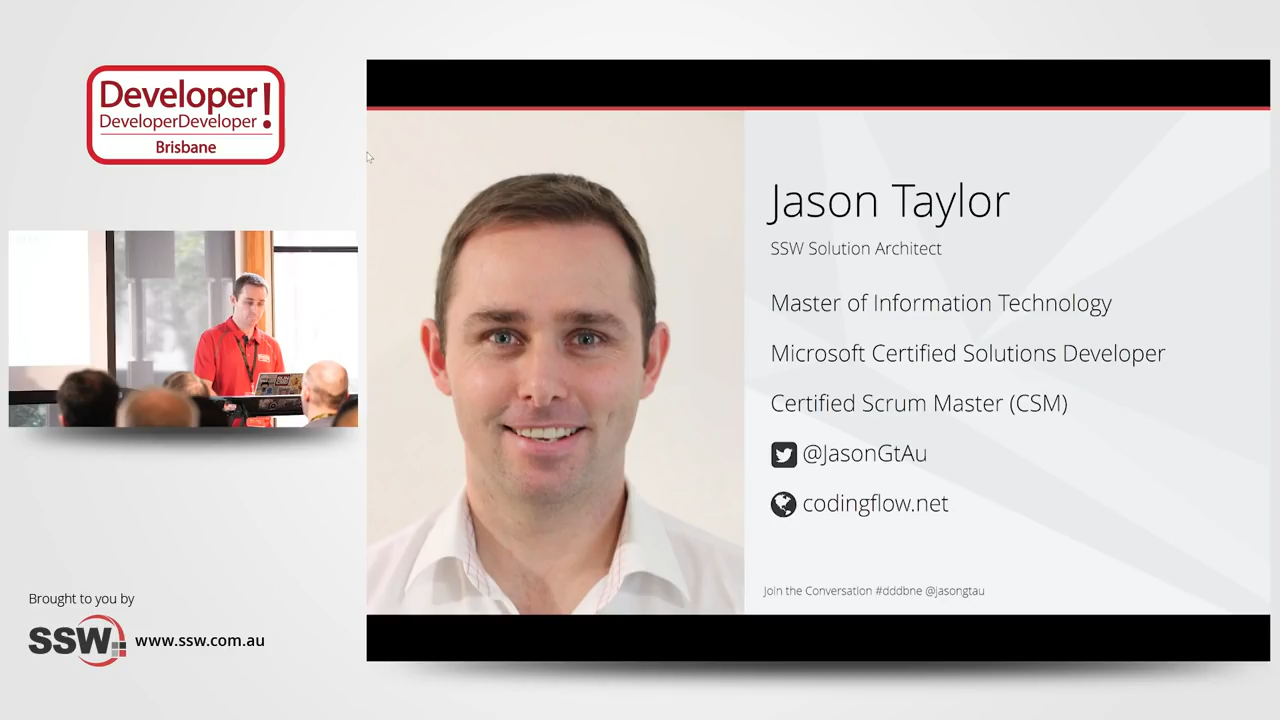 Developer!
DeveloperDeveloper
Brisbane
Jason Taylor
SSW Solution Architect
Master of Information Technology
Microsoft Certified Solutions Developer
Certified Scrum Master (CSM)
@JasonGtAu
codingflow.net
Join the Conversation #dddbne @jasongtau
Brought to you by
SSW www.ssw.com.au